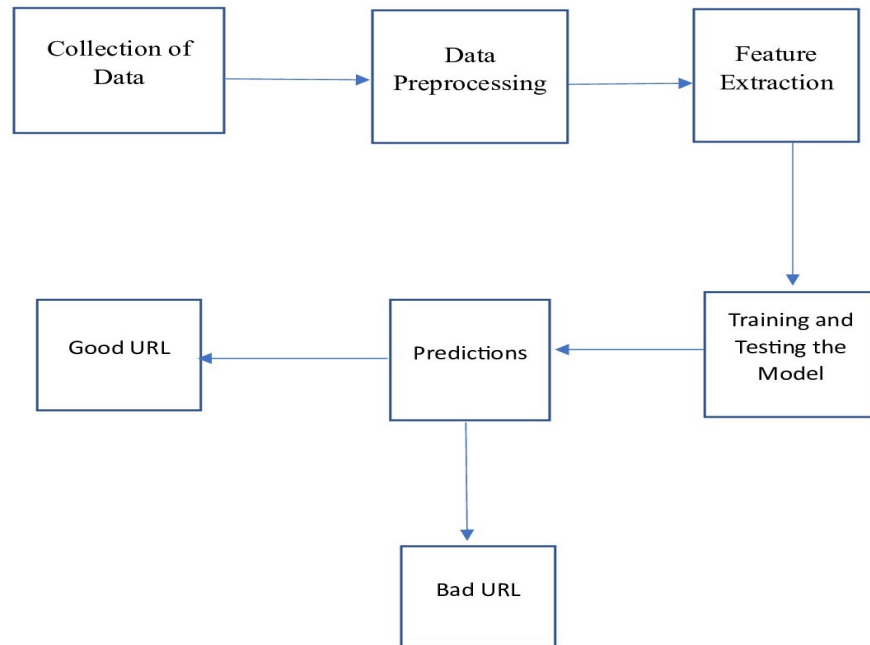 Collection of
Data
Data
Preprocessing
Feature
Extraction
Training and
Testing the
Model
Predictions
Good URL
Bad URL